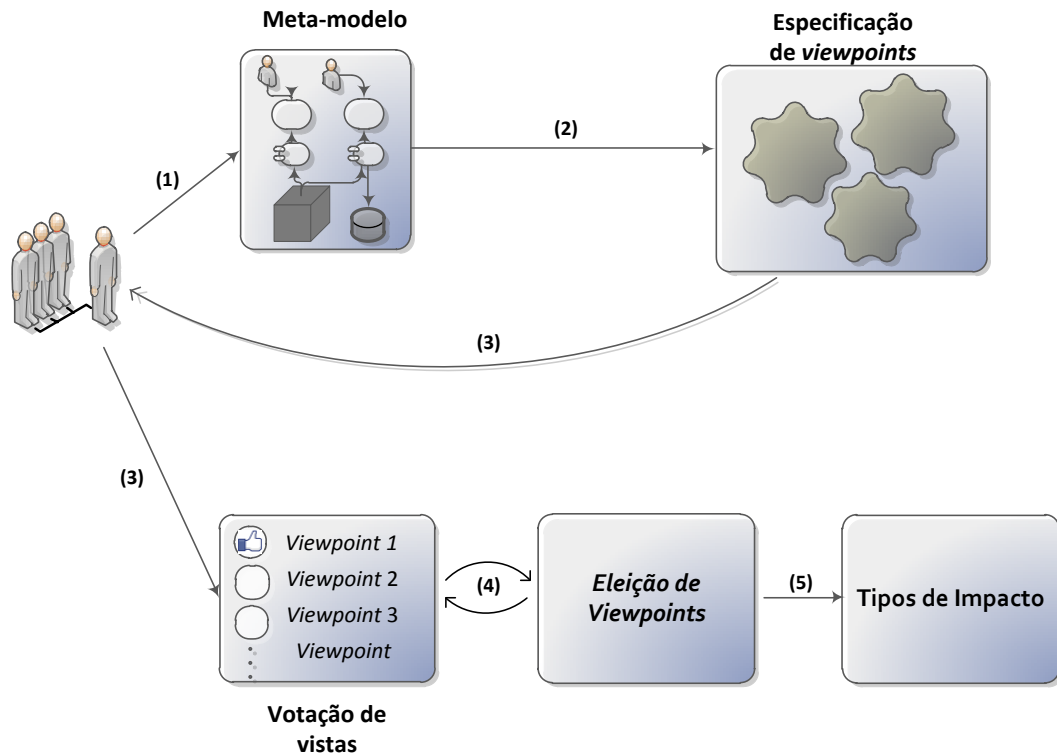 Meta-modelo
Especificação
de viewpoints
(1)
(2)
(3)
(3)
Viewpoint 1
Viewpoint 2
Viewpoint 3
Viewpoint
(4)
Eleição de
Viewpoints
(5)
Tipos de Impacto
Votação de
vistas